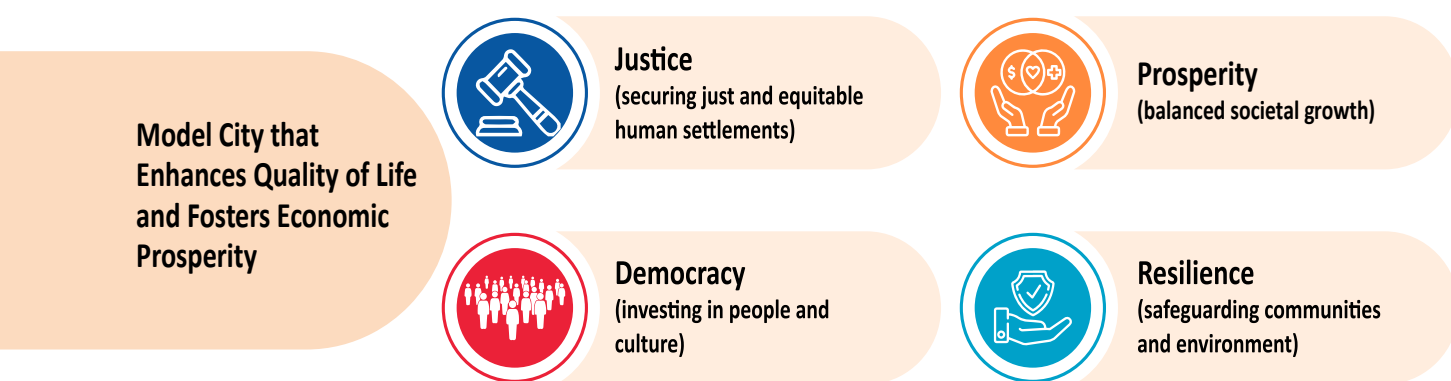 Model City that
Enhances Quality of Life
and Fosters Economic
Prosperity
Justice
(securing just and equitable
human settlements)
Prosperity
(balanced societal growth)
Democracy
(investing in people and
culture)
Resilience
(safeguarding communities
and environment)